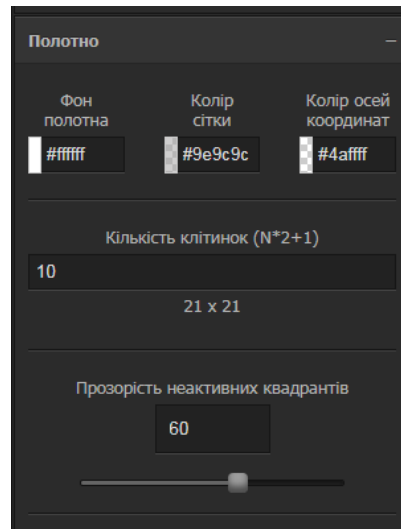 Полотно
Фон полотна
Колір сітки
Колір осей координат
#ffffff
#9e9c9c
#4affff
Кількість клітинок (N*2+1)
10
21 x 21
Прозорість неактивних квадрантів
60